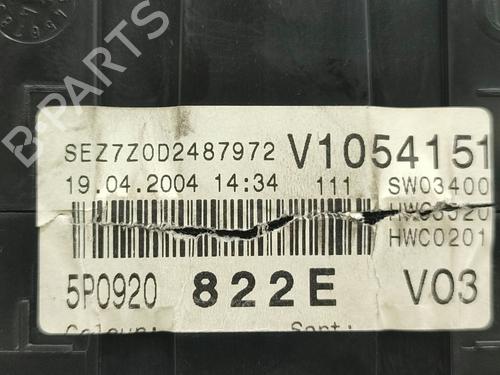 SEZ7Z0D2487972 V1054151
19.04.2004 14:34 111 SW03400
HWC0201
5P0920 822E V03
B-PARTS